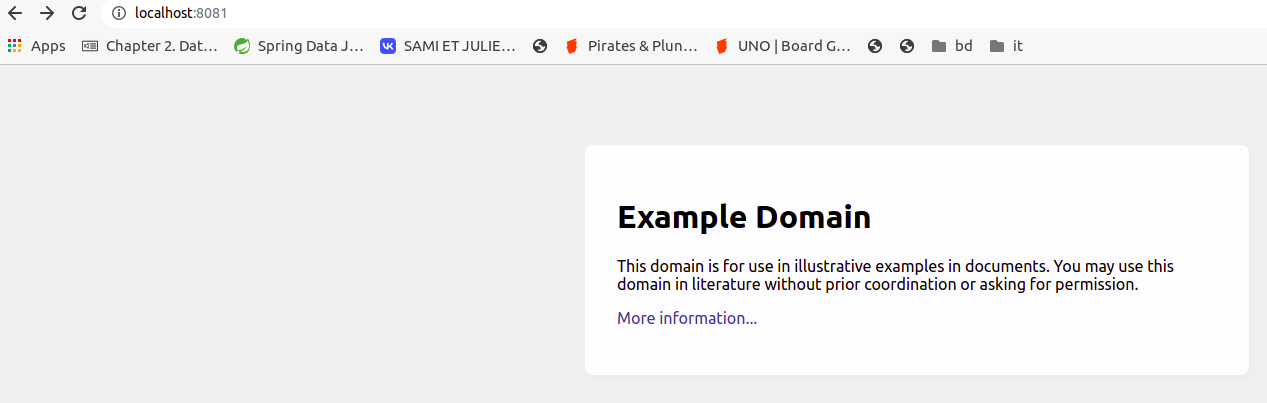 localhost:8081
Apps Chapter 2. Dat... Spring Data J... SAMI ET JULIE... Pirates & Plun... UNO | Board G... bd it
Example Domain
This domain is for use in illustrative examples in documents. You may use this
domain in literature without prior coordination or asking for permission.
More information...